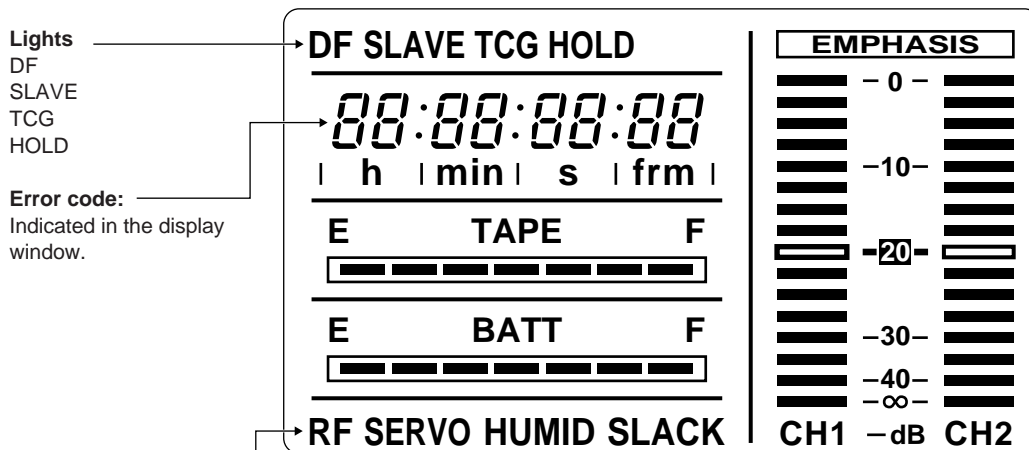 Lights
DF
SLAVE
TCG
HOLD
Error code:
Indicated in the display
window.
DF SLAVE TCG HOLD
88:88:88:88
h min s frm
E TAPE F
E BATT F
RF SERVO HUMID SLACK
EMPHASIS
– 0 –
–10–
–20–
–30–
–40–
–∞–
CH1 –dB CH2